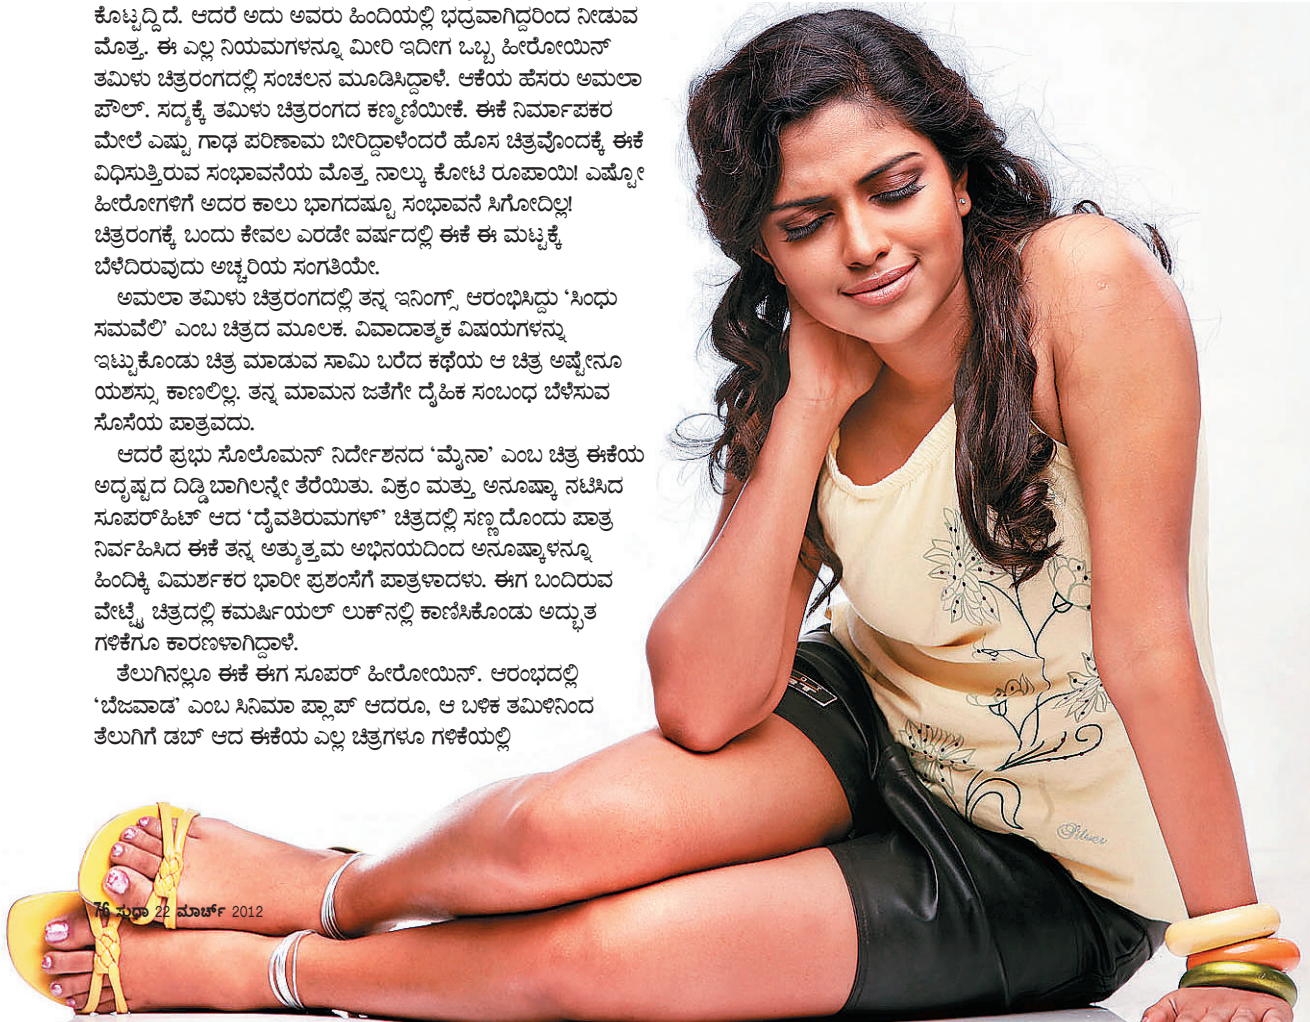 ಕೊಟ್ಟದ್ದಿದೆ. ಆದರೆ ಅದು ಅವರು ಹಿಂದಿಯಲ್ಲಿ ಭದ್ರವಾಗಿದ್ದರಿಂದ ನೀಡುವ
ಮೊತ್ತ. ಈ ಎಲ್ಲ ನಿಯಮಗಳನ್ನೂ ಮೀರಿ ಇದೀಗ ಒಬ್ಬ ಹೀರೋಯಿನ್
ತಮಿಳು ಚಿತ್ರರಂಗದಲ್ಲಿ ಸಂಚಲನ ಮೂಡಿಸಿದ್ದಾಳೆ. ಆಕೆಯ ಹೆಸರು ಅಮಲಾ
ಪೌಲ್. ಸದ್ಯಕ್ಕೆ ತಮಿಳು ಚಿತ್ರರಂಗದ ಕಣ್ಮಣಿಯೀಕೆ. ಈಕೆ ನಿರ್ಮಾಪಕರ
ಮೇಲೆ ಎಷ್ಟು ಗಾಢ ಪರಿಣಾಮ ಬೀರಿದ್ದಾಳೆಂದರೆ ಹೊಸ ಚಿತ್ರವೊಂದಕ್ಕೆ ಈಕೆ
ವಿಧಿಸುತ್ತಿರುವ ಸಂಭಾವನೆಯ ಮೊತ್ತ ನಾಲ್ಕು ಕೋಟಿ ರೂಪಾಯಿ! ಎಷ್ಟೋ
ಹೀರೋಗಳಿಗೆ ಅದರ ಕಾಲು ಭಾಗದಷ್ಟೂ ಸಂಭಾವನೆ ಸಿಗೋದಿಲ್ಲ!
ಚಿತ್ರರಂಗಕ್ಕೆ ಬಂದು ಕೇವಲ ಎರಡೇ ವರ್ಷದಲ್ಲಿ ಈಕೆ ಈ ಮಟ್ಟಕ್ಕೆ
ಬೆಳೆದಿರುವುದು ಅಚ್ಚರಿಯ ಸಂಗತಿಯೇ.
ಅಮಲಾ ತಮಿಳು ಚಿತ್ರರಂಗದಲ್ಲಿ ತನ್ನ ಇನಿಂಗ್ಸ್ ಆರಂಭಿಸಿದ್ದು ‘ಸಿಂಧು
ಸಮವೆಲಿ’ ಎಂಬ ಚಿತ್ರದ ಮೂಲಕ. ವಿವಾದಾತ್ಮಕ ವಿಷಯಗಳನ್ನು
ಇಟ್ಟುಕೊಂಡು ಚಿತ್ರ ಮಾಡುವ ಸಾಮಿ ಬರೆದ ಕಥೆಯ ಆ ಚಿತ್ರ ಅಷ್ಟೇನೂ
ಯಶಸ್ಸು ಕಾಣಲಿಲ್ಲ. ತನ್ನ ಮಾಮನ ಜತೆಗೇ ದೈಹಿಕ ಸಂಬಂಧ ಬೆಳೆಸುವ
ಸೊಸೆಯ ಪಾತ್ರವದು.
ಆದರೆ ಪ್ರಭು ಸೊಲೊಮನ್ ನಿರ್ದೇಶನದ ‘ಮೈನಾ’ ಎಂಬ ಚಿತ್ರ ಈಕೆಯ
ಅದೃಷ್ಟದ ದಿಡ್ಡಿ ಬಾಗಿಲನ್ನೇ ತೆರೆಯಿತು. ವಿಕ್ರಂ ಮತ್ತು ಅನೂಷ್ಕಾ ನಟಿಸಿದ
ಸೂಪರ್‌ಹಿಟ್ ಆದ ‘ದೈವತಿರುಮಗಳ್’ ಚಿತ್ರದಲ್ಲಿ ಸಣ್ಣದೊಂದು ಪಾತ್ರ
ನಿರ್ವಹಿಸಿದ ಈಕೆ ತನ್ನ ಅತ್ಯುತ್ತಮ ಅಭಿನಯದಿಂದ ಅನೂಷ್ಕಾಳನ್ನೂ
ಹಿಂದಿಕ್ಕಿ ವಿಮರ್ಶಕರ ಭಾರೀ ಪ್ರಶಂಸೆಗೆ ಪಾತ್ರಳಾದಳು. ಈಗ ಬಂದಿರುವ
ವೇಟ್ಟೈ ಚಿತ್ರದಲ್ಲಿ ಕಮರ್ಷಿಯಲ್ ಲುಕ್‌ನಲ್ಲಿ ಕಾಣಿಸಿಕೊಂಡು ಅದ್ಭುತ
ಗಳಿಕೆಗೂ ಕಾರಣಳಾಗಿದ್ದಾಳೆ.
ತೆಲುಗಿನಲ್ಲೂ ಈಕೆ ಈಗ ಸೂಪರ್ ಹೀರೋಯಿನ್. ಆರಂಭದಲ್ಲಿ
‘ಬೆಜವಾಡ’ ಎಂಬ ಸಿನಿಮಾ ಪ್ಲಾಪ್ ಆದರೂ, ಆ ಬಳಿಕ ತಮಿಳಿನಿಂದ
ತೆಲುಗಿಗೆ ಡಬ್ ಆದ ಈಕೆಯ ಎಲ್ಲ ಚಿತ್ರಗಳೂ ಗಳಿಕೆಯಲ್ಲಿ
Silver
76 ಸುಧಾ 22 ಮಾರ್ಚ್ 2012